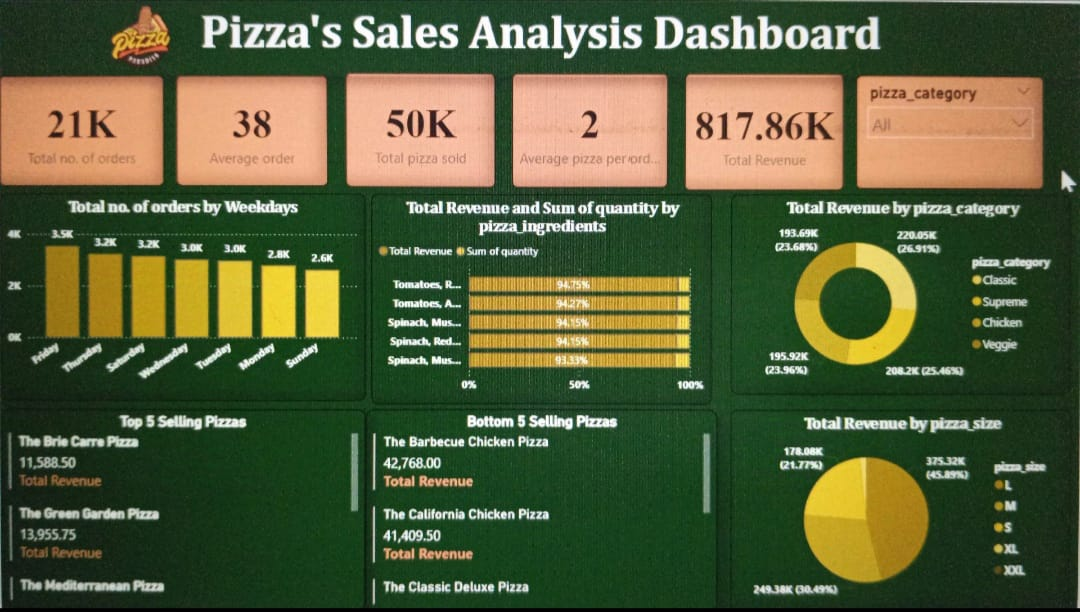 Pizza
PARADISE
Pizza's Sales Analysis Dashboard
21K
Total no. of orders
38
Average order
50K
Total pizza sold
2
Average pizza per ord...
817.86K
Total Revenue
pizza_category
All
Total no. of orders by Weekdays
4K
2K
0K
3.5K
3.2K
3.2K
3.0K
3.0K
2.8K
2.6K
Friday
Thursday
Saturday
Wednesday
Tuesday
Monday
Sunday
Total Revenue and Sum of quantity by
pizza_ingredients
Total Revenue Sum of quantity
Tomatoes, R...
94.75%
Tomatoes, A...
94.27%
Spinach, Mus...
94.15%
Spinach, Red...
94.15%
Spinach, Mus...
93.33%
0%
50%
100%
Total Revenue by pizza_category
193.69K
(23.68%)
220.05K
(26.91%)
195.92K
(23.96%)
208.2K (25.46%)
pizza_category
Classic
Supreme
Chicken
Veggie
Top 5 Selling Pizzas
The Brie Carre Pizza
11,588.50
Total Revenue
The Green Garden Pizza
13,955.75
Total Revenue
The Mediterranean Pizza
Bottom 5 Selling Pizzas
The Barbecue Chicken Pizza
42,768.00
Total Revenue
The California Chicken Pizza
41,409.50
Total Revenue
The Classic Deluxe Pizza
Total Revenue by pizza_size
178.08K
(21.77%)
375.32K
(45.89%)
249.38K (30.49%)
pizza_size
L
M
S
XL
XXL